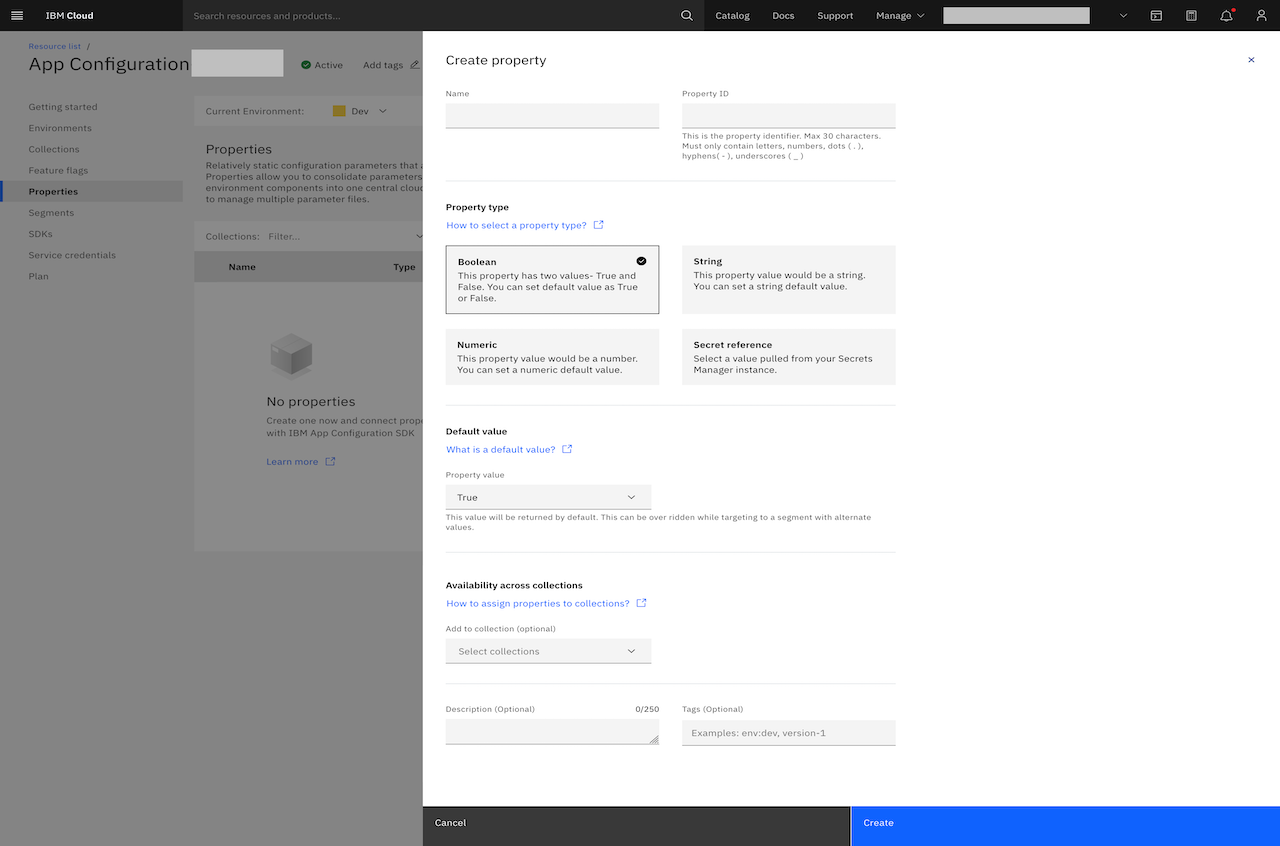 IBM Cloud
Search resources and products...
Catalog
Docs
Support
Manage
Resource list /
App Configuration
Active
Add tags
Getting started
Environments
Collections
Feature flags
Properties
Segments
SDKs
Service credentials
Plan
Current Environment:
Dev
Properties
Relatively static configuration parameters that a
Properties allow you to consolidate parameters
environment components into one central clou
to manage multiple parameter files.
Collections: Filter...
Name
Type
No properties
Create one now and connect prope
with IBM App Configuration SDK
Learn more
Create property
Name
Property ID
This is the property identifier. Max 30 characters.
Must only contain letters, numbers, dots ( . ),
hyphens( - ), underscores ( _ )
Property type
How to select a property type?
Boolean
This property has two values- True and
False. You can set default value as True
or False.
String
This property value would be a string.
You can set a string default value.
Numeric
This property value would be a number.
You can set a numeric default value.
Secret reference
Select a value pulled from your Secrets
Manager instance.
Default value
What is a default value?
Property value
True
This value will be returned by default. This can be over ridden while targeting to a segment with alternate
values.
Availability across collections
How to assign properties to collections?
Add to collection (optional)
Select collections
Description (Optional)
0/250
Tags (Optional)
Examples: env:dev, version-1
Cancel
Create